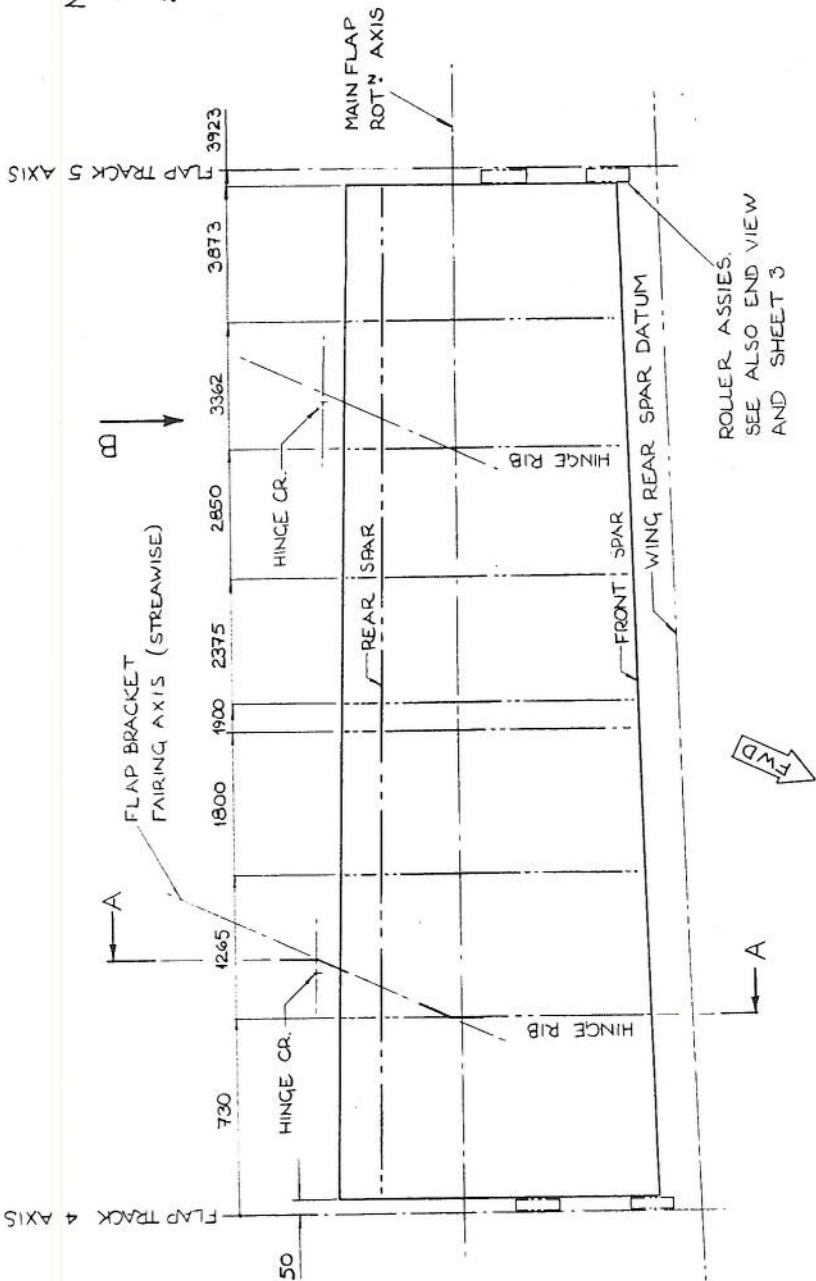 FLAP TRACK 5 AXIS
3923
3873
3362
2850
2375
1900
1800
1265
730
50
MAIN FLAP
ROT N. AXIS
B
HINGE CR.
HINGE RIB
FLAP BRACKET
FAIRING AXIS (STREAWISE)
REAR SPAR
FRONT SPAR
WING REAR SPAR DATUM
ROLLER ASSIES.
SEE ALSO END VIEW
AND SHEET 3
A
A
HINGE CR.
HINGE RIB
FWD
FLAP TRACK 4 AXIS